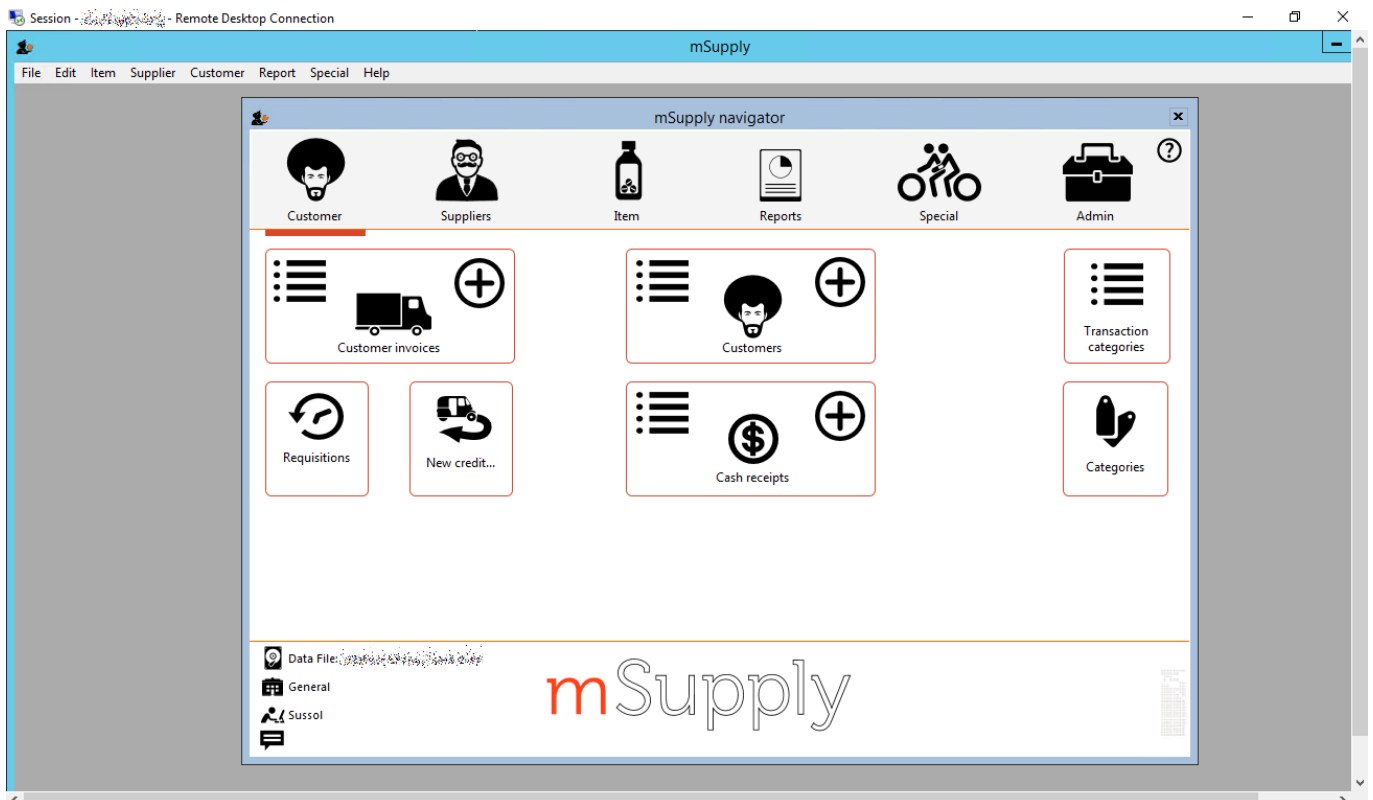 Session - - Remote Desktop Connection
mSupply
File Edit Item Supplier Customer Report Special Help
mSupply navigator
Customer Suppliers Item Reports Special Admin
Customer invoices
Customers
Transaction
categories
Requisitions
New credit...
Cash receipts
Categories
Data File:
General
Sussol
mSupply